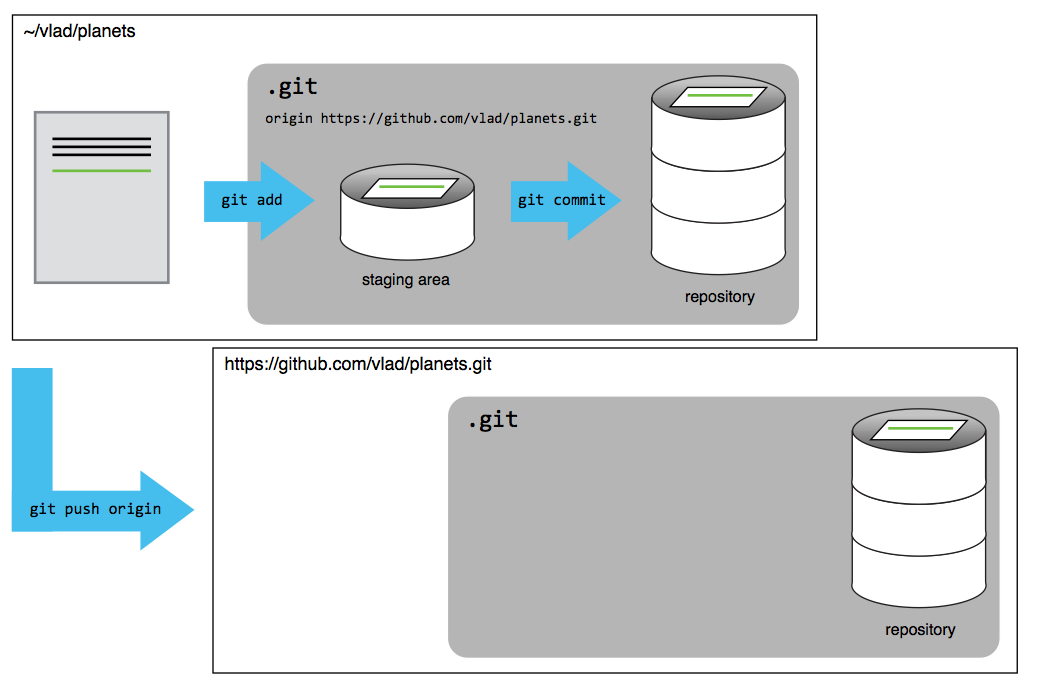 ~/vlad/planets
.git
origin https://github.com/vlad/planets.git
git add
git commit
staging area
repository
https://github.com/vlad/planets.git
.git
git push origin
repository